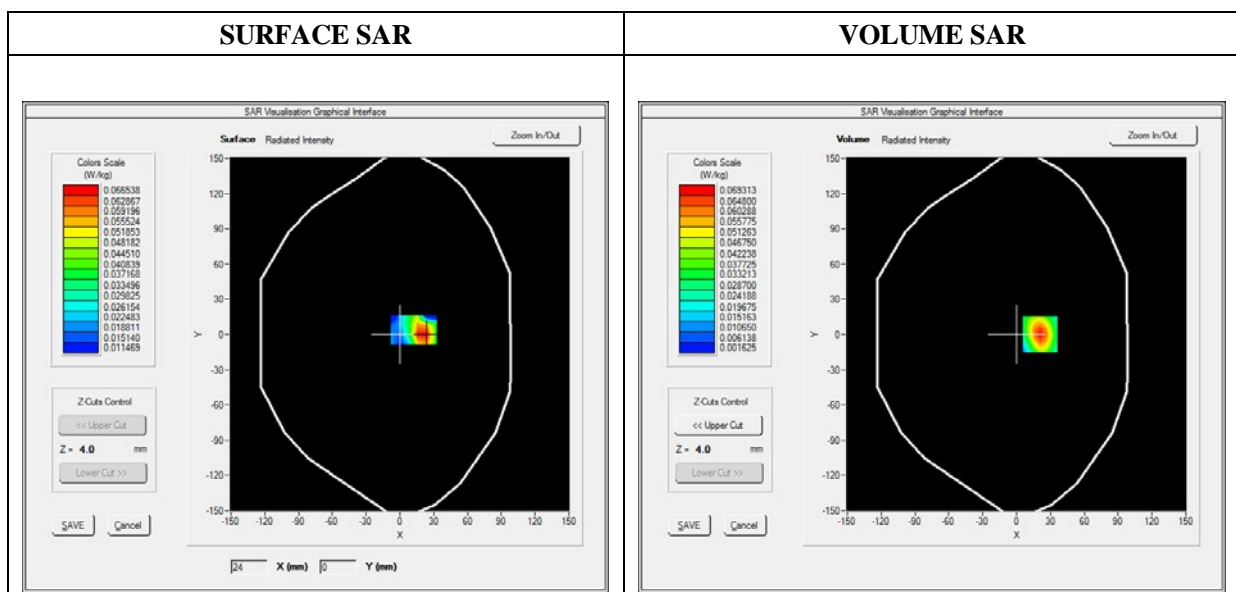 SURFACE SAR
VOLUME SAR
SAR Visualisation Graphical Interface
Surface Radiated Intensity
Zoom In/Out
Colors Scale
(W/kg)
0.066538
0.062867
0.059196
0.055524
0.051853
0.048182
0.044510
0.040839
0.037168
0.033496
0.029825
0.026154
0.022483
0.018811
0.015140
0.011469
Z-Cuts Control
<< Upper Cut
Z = 4.0 mm
Lower Cut >>
SAVE Cancel
150
120
90
60
30
Y 0
-30
-60
-90
-120
-150
-150 -120 -90 -60 -30 0 30 60 90 120 150
X
24 X (mm) 0 Y (mm)
SAR Visualisation Graphical Interface
Volume Radiated Intensity
Zoom In/Out
Colors Scale
(W/kg)
0.069313
0.064800
0.060288
0.055775
0.051263
0.046750
0.042238
0.037725
0.033213
0.028700
0.024188
0.019675
0.015163
0.010650
0.006138
0.001625
Z-Cuts Control
<< Upper Cut
Z = 4.0 mm
Lower Cut >>
SAVE Cancel
150
120
90
60
30
Y 0
-30
-60
-90
-120
-150
-150 -120 -90 -60 -30 0 30 60 90 120 150
X